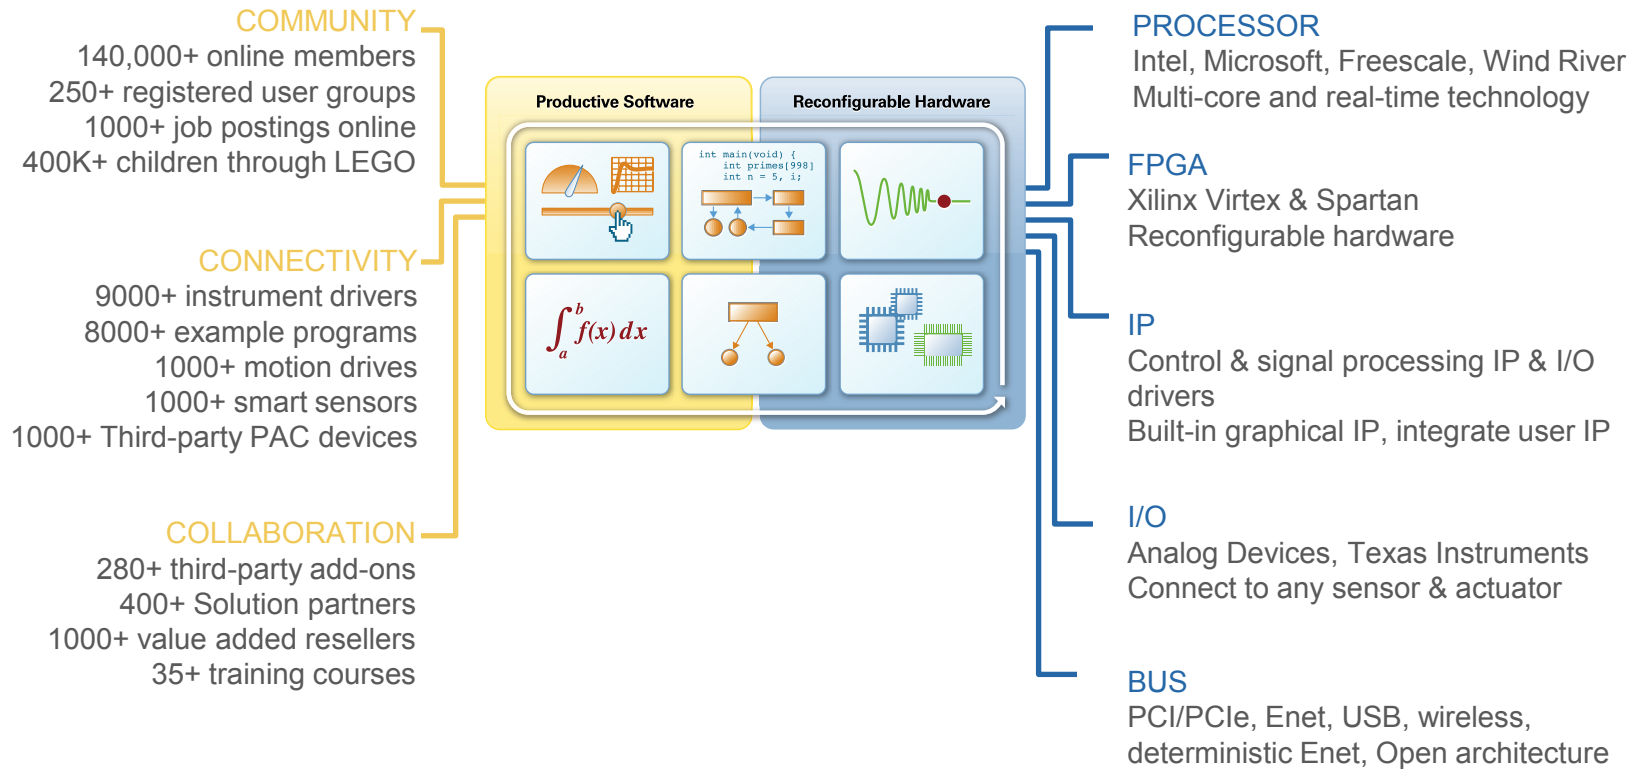 COMMUNITY
140,000+ online members
250+ registered user groups
1000+ job postings online
400K+ children through LEGO
CONNECTIVITY
9000+ instrument drivers
8000+ example programs
1000+ motion drives
1000+ smart sensors
1000+ Third-party PAC devices
COLLABORATION
280+ third-party add-ons
400+ Solution partners
1000+ value added resellers
35+ training courses
Productive Software
Reconfigurable Hardware
int main(void) {
int primes[998]
int n = 5, i;
∫ₐᵇ f(x) dx
PROCESSOR
Intel, Microsoft, Freescale, Wind River
Multi-core and real-time technology
FPGA
Xilinx Virtex & Spartan
Reconfigurable hardware
IP
Control & signal processing IP & I/O
drivers
Built-in graphical IP, integrate user IP
I/O
Analog Devices, Texas Instruments
Connect to any sensor & actuator
BUS
PCI/PCIe, Enet, USB, wireless,
deterministic Enet, Open architecture